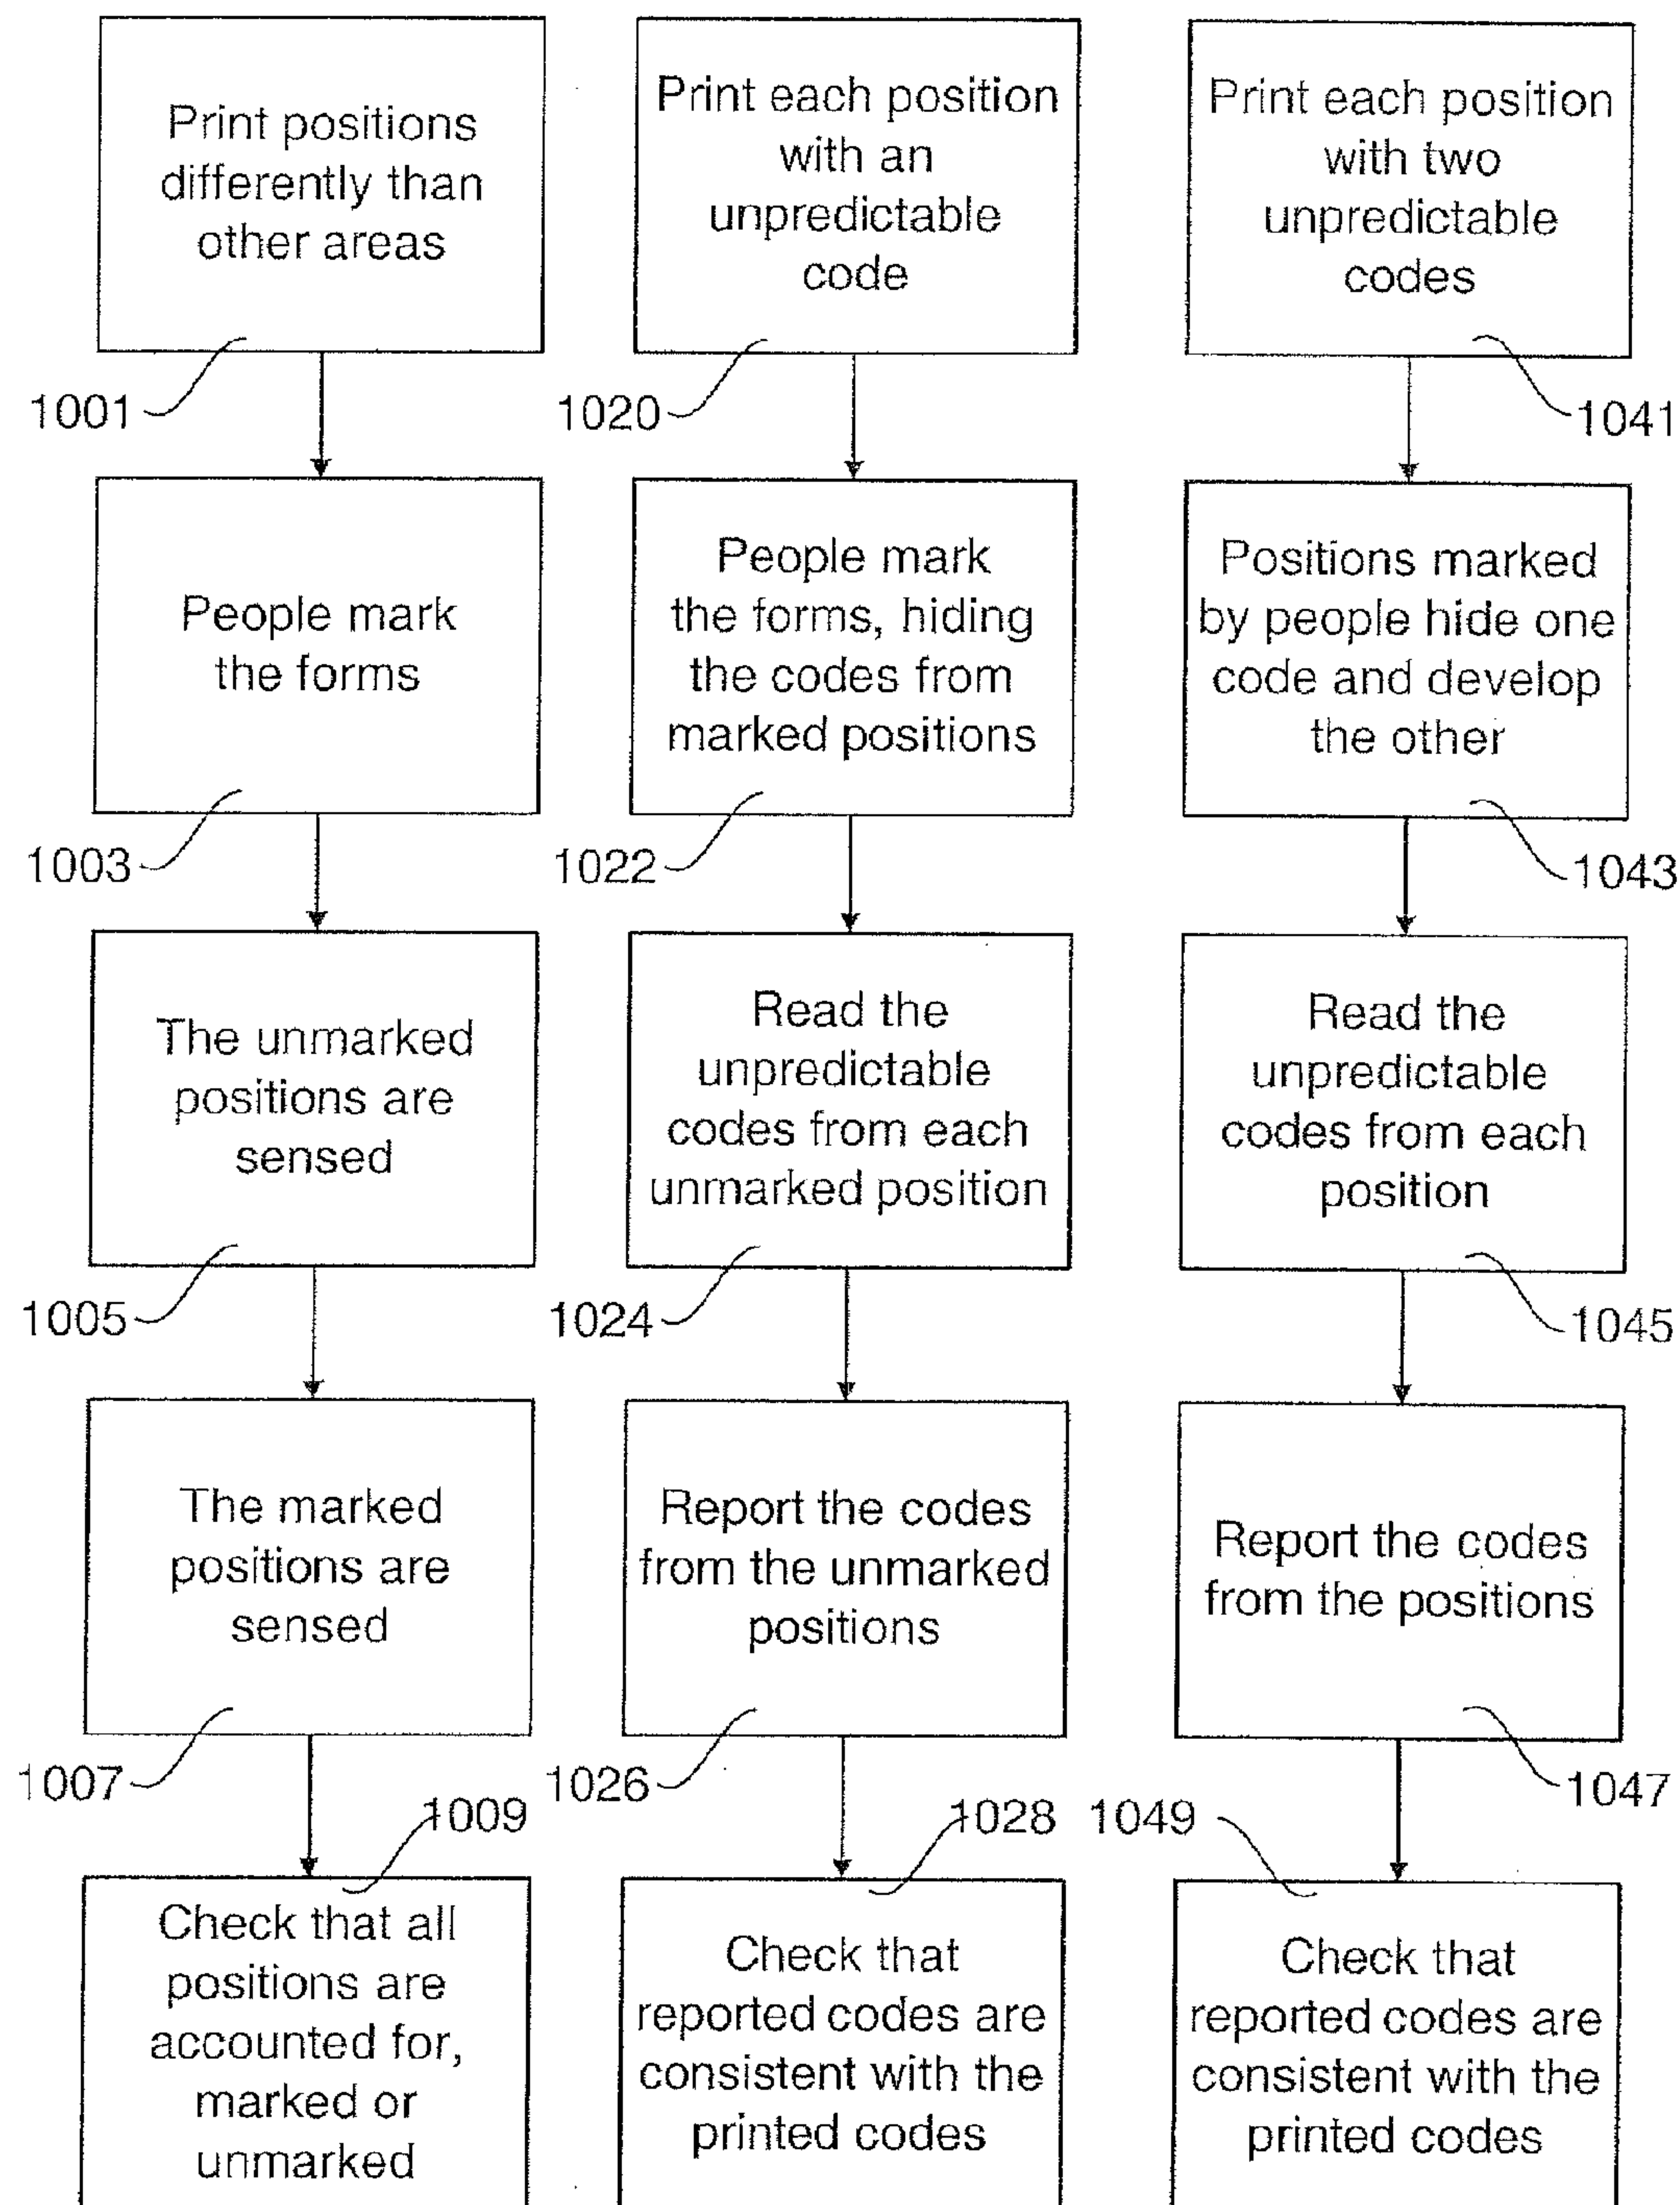 Print positions
differently than
other areas
1001
People mark
the forms
1003
The unmarked
positions are
sensed
1005
The marked
positions are
sensed
1007
1009
Check that all
positions are
accounted for,
marked or
unmarked
Print each position
with an
unpredictable
code
1020
People mark
the forms, hiding
the codes from
marked positions
1022
Read the
unpredictable
codes from each
unmarked position
1024
Report the codes
from the unmarked
positions
1026
1028
Check that
reported codes are
consistent with the
printed codes
Print each position
with two
unpredictable
codes
1041
Positions marked
by people hide one
code and develop
the other
1043
Read the
unpredictable
codes from each
position
1045
Report the codes
from the positions
1047
1049
Check that
reported codes are
consistent with the
printed codes